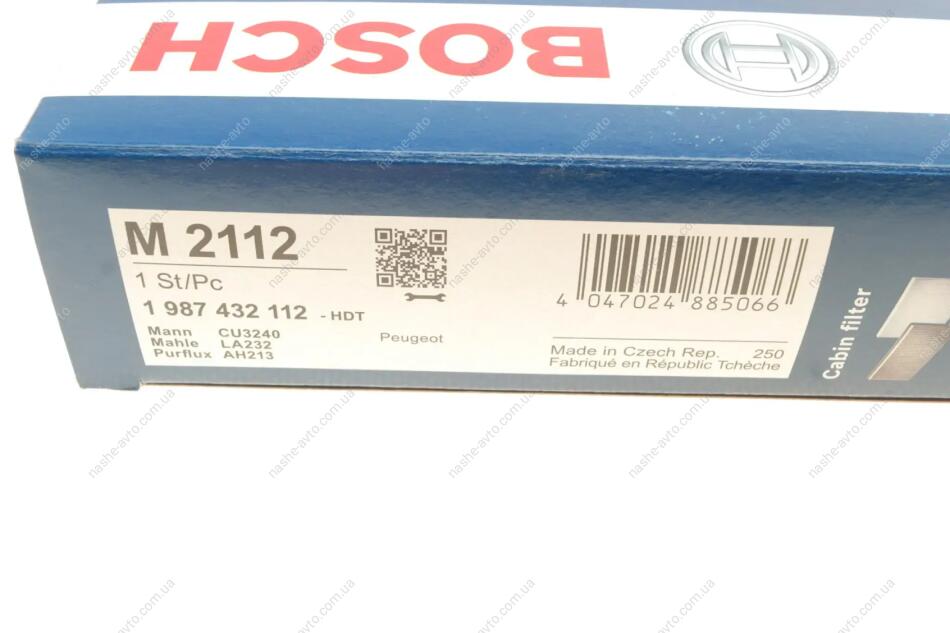 BOSCH
M 2112
1 St/Pc
1 987 432 112 - HDT
Mann CU3240
Mahle LA232
Purflux AH213
Peugeot
4 047024 885066
Made in Czech Rep. 250
Fabriqué en Républic Tchèche
Cabin filter
nashe-avto.com.ua